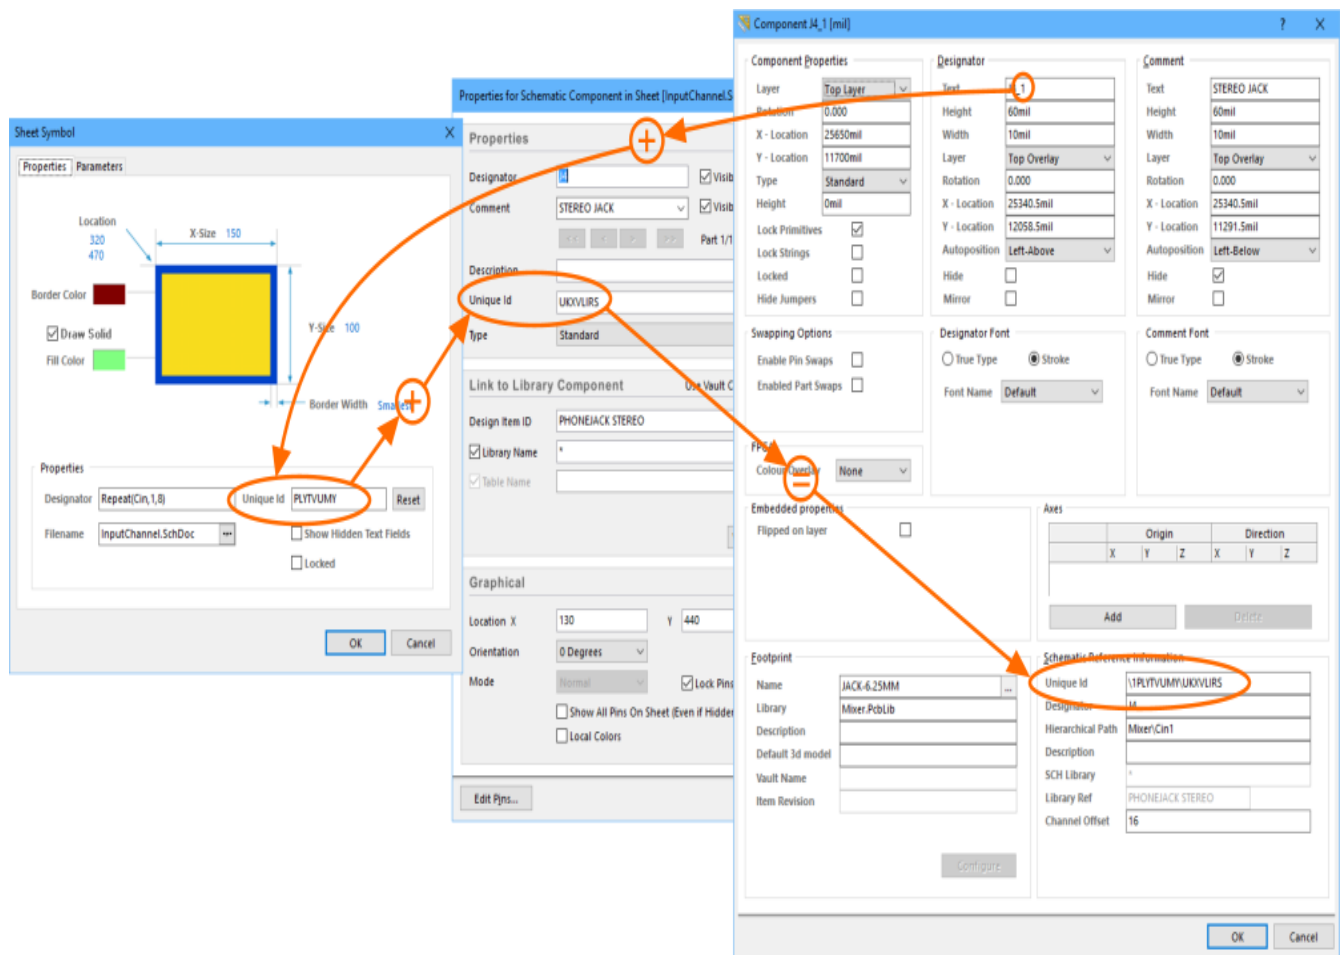 Sheet Symbol
X
Properties
Parameters
Location
320
470
X-Size 150
Border Color
Draw Solid
Fill Color
Y-Size 100
Border Width
Properties
Designator
Repeat(Cin,1,8)
Unique Id
PLYTVUMY
Reset
Filename
InputChannel.SchDoc
...
Show Hidden Text Fields
Locked
OK
Cancel
Properties for Schematic Component in Sheet [InputChannel.S
Properties
Designator
Visib
Comment
STEREO JACK
Visib
<<
<
>
>>
Part 1/1
Description
Unique Id
UKXVLIRS
Type
Standard
Link to Library Component
Use Vault C
Design Item ID
PHONEJACK STEREO
Library Name
*
Table Name
Graphical
Location X
130
Y
440
Orientation
0 Degrees
Mode
Normal
Lock Pins
Show All Pins On Sheet (Even if Hidden
Local Colors
Edit Pins...
Component J4_1 [mil]
?
X
Component Properties
Layer
Top Layer
Rotation
0.000
X - Location
25650mil
Y - Location
11700mil
Type
Standard
Height
0mil
Lock Primitives
Lock Strings
Locked
Hide Jumpers
Designator
Text
Height
60mil
Width
10mil
Layer
Top Overlay
Rotation
0.000
X - Location
25340.5mil
Y - Location
12058.5mil
Autoposition
Left-Above
Hide
Mirror
Comment
Text
STEREO JACK
Height
60mil
Width
10mil
Layer
Top Overlay
Rotation
0.000
X - Location
25340.5mil
Y - Location
11291.5mil
Autoposition
Left-Below
Hide
Mirror
Swapping Options
Enable Pin Swaps
Enabled Part Swaps
Designator Font
True Type
Stroke
Font Name
Default
Comment Font
True Type
Stroke
Font Name
Default
Colour Overlay
None
Embedded properties
Flipped on layer
Axes
Origin
Direction
X
Y
Z
X
Y
Z
Add
Delete
Footprint
Name
JACK-6.25MM
...
Library
Mixer.PcbLib
Description
Default 3d model
Vault Name
Item Revision
Configure
Schematic Reference Information
Unique Id
\1PLYTVUMY\UKXVLIRS
Designator
J4
Hierarchical Path
Mixer\Cin1
Description
SCH Library
*
Library Ref
PHONEJACK STEREO
Channel Offset
16
OK
Cancel